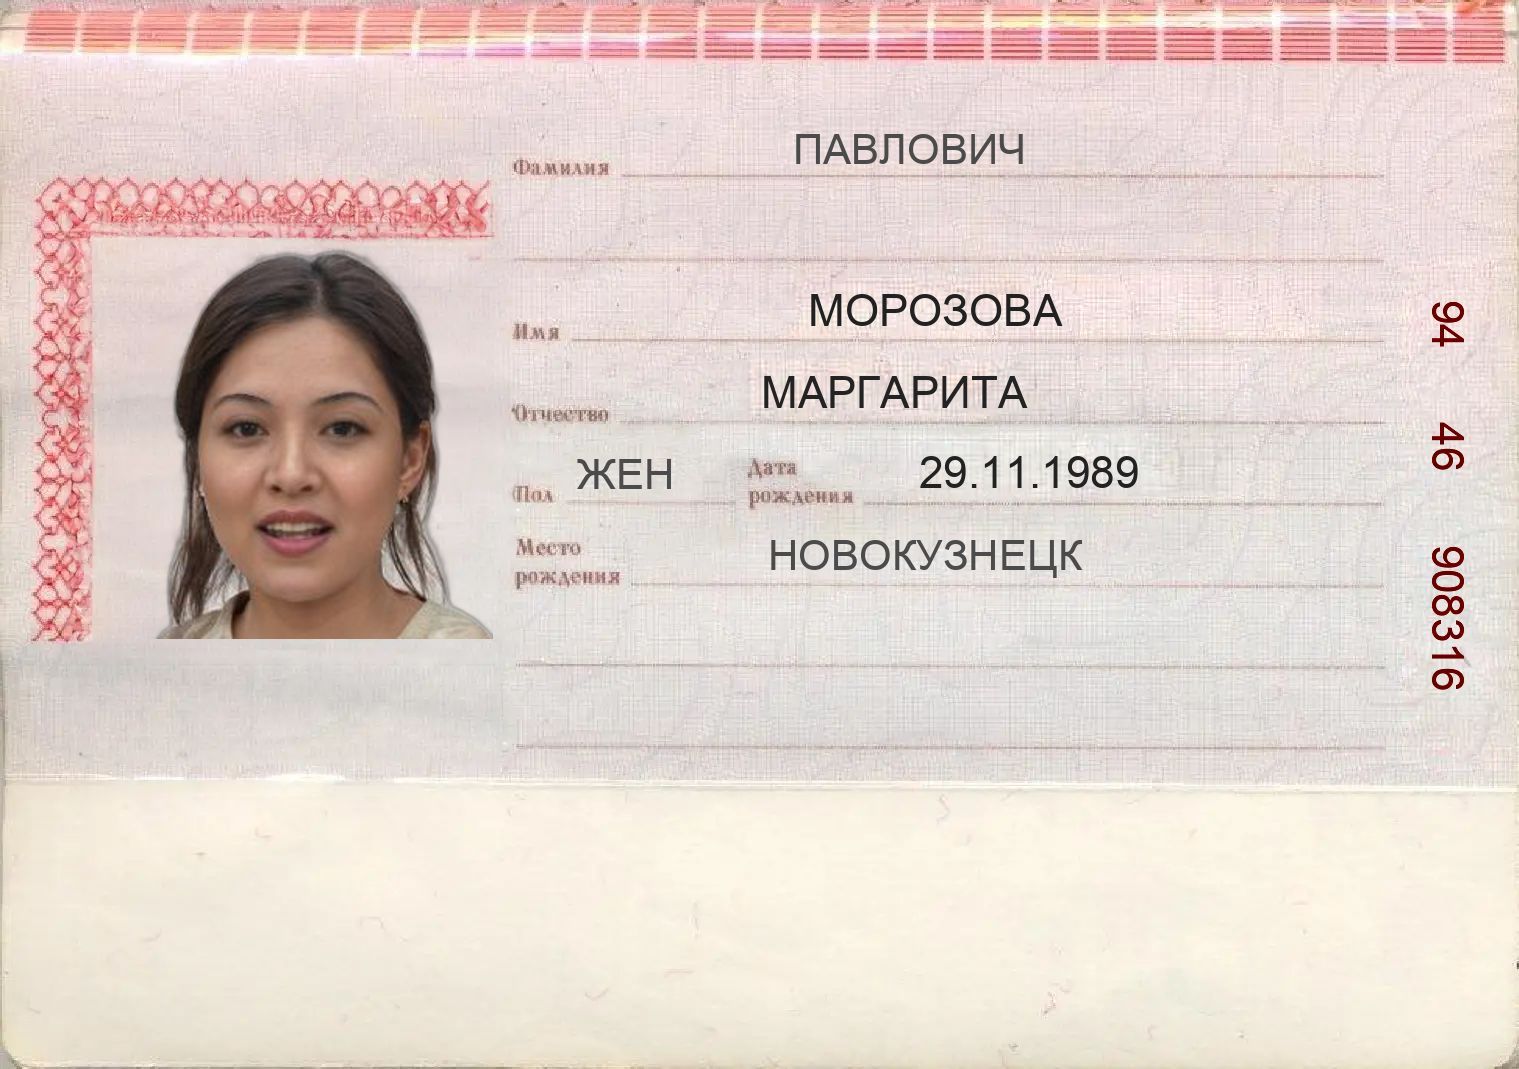 Фамилия ПАВЛОВИЧ
Имя МОРОЗОВА
Отчество МАРГАРИТА
Пол ЖЕН Дата рождения 29.11.1989
Место рождения НОВОКУЗНЕЦК
94 46 908316